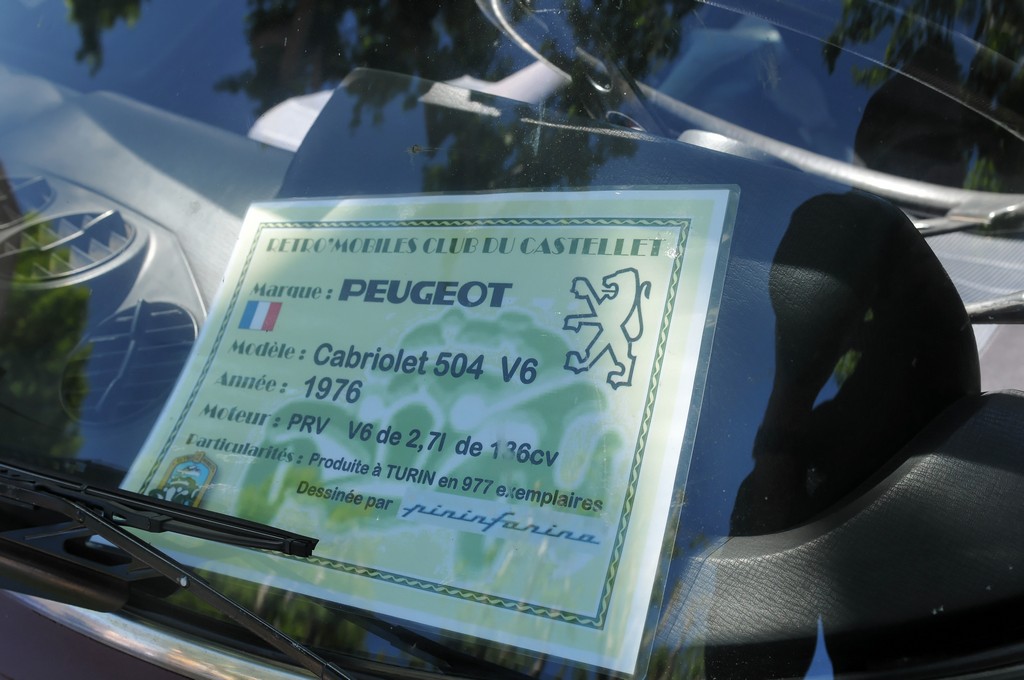 RETRO'MOBILES CLUB DU CASTELLET
Marque : PEUGEOT
Modèle : Cabriolet 504 V6
Année : 1976
Moteur : PRV V6 de 2,7l de 136cv
Particularités : Produite à TURIN en 977 exemplaires
Dessinée par pininfarina